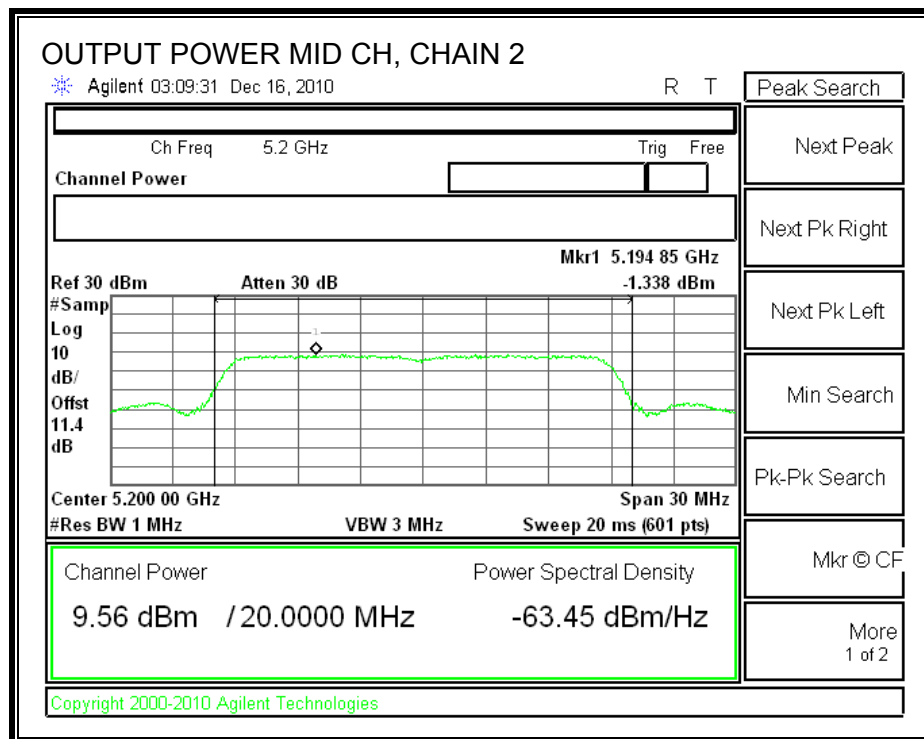 OUTPUT POWER MID CH, CHAIN 2
Agilent 03:09:31 Dec 16, 2010 R T
Peak Search
Ch Freq 5.2 GHz Trig Free
Channel Power
Mkr1 5.194 85 GHz
Ref 30 dBm Atten 30 dB -1.338 dBm
#Samp
Log
10
dB/
Offst
11.4
dB
1
Center 5.200 00 GHz Span 30 MHz
#Res BW 1 MHz VBW 3 MHz Sweep 20 ms (601 pts)
Channel Power Power Spectral Density
9.56 dBm / 20.0000 MHz -63.45 dBm/Hz
Copyright 2000-2010 Agilent Technologies
Next Peak
Next Pk Right
Next Pk Left
Min Search
Pk-Pk Search
Mkr © CF
More
1 of 2